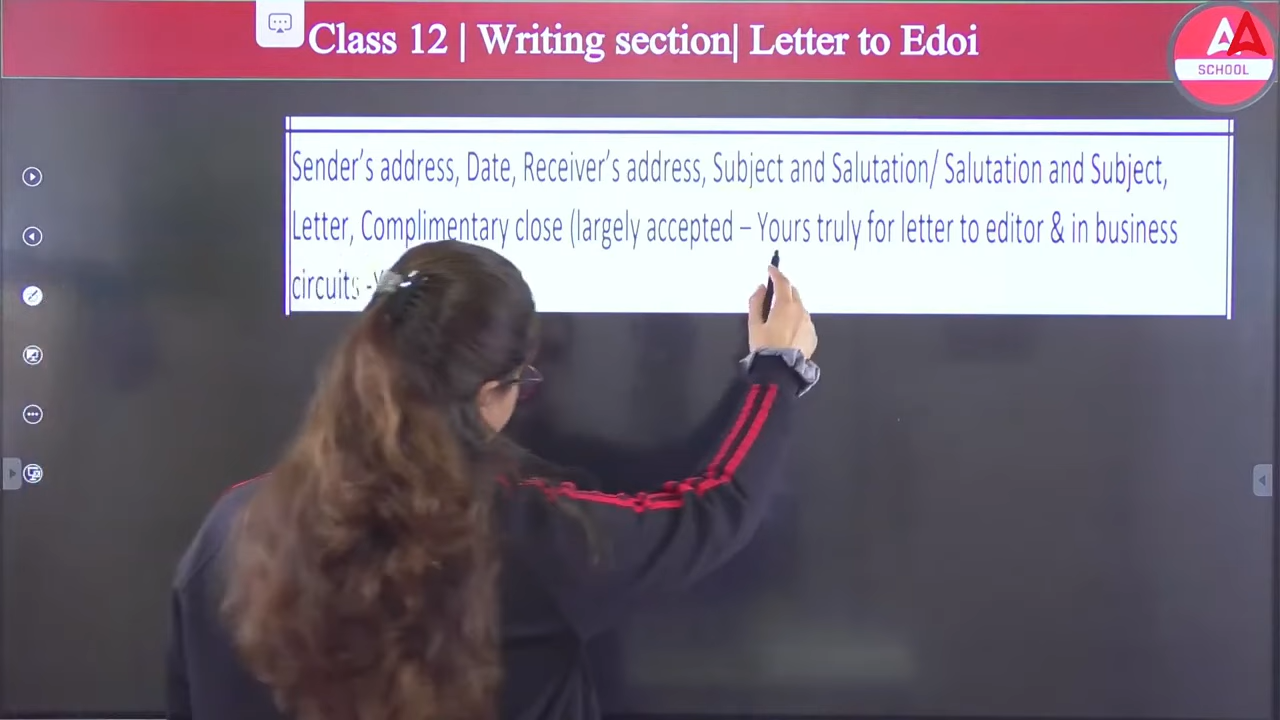 Class 12 | Writing section| Letter to Edoi
SCHOOL
Sender's address, Date, Receiver's address, Subject and Salutation/ Salutation and Subject,
Letter, Complimentary close (largely accepted – Yours truly for letter to editor & in business
circuits -